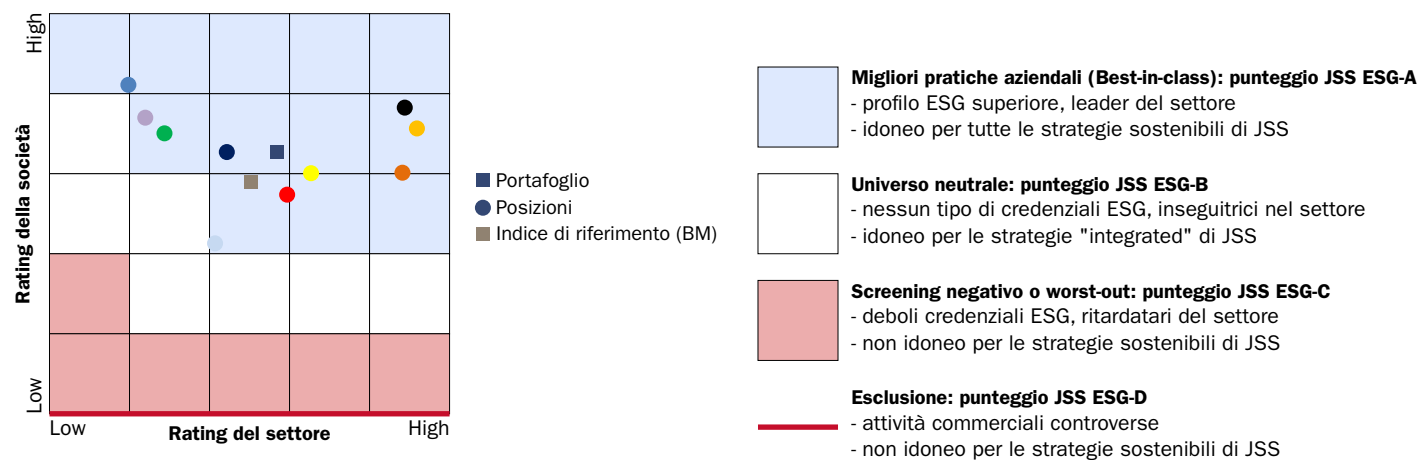 High
Rating della società
Low
Low
Rating del settore
High
Portafoglio
Posizioni
Indice di riferimento (BM)
Migliori pratiche aziendali (Best-in-class): punteggio JSS ESG-A
- profilo ESG superiore, leader del settore
- idoneo per tutte le strategie sostenibili di JSS
Universo neutrale: punteggio JSS ESG-B
- nessun tipo di credenziali ESG, inseguitrici nel settore
- idoneo per le strategie "integrated" di JSS
Screening negativo o worst-out: punteggio JSS ESG-C
- deboli credenziali ESG, ritardatari del settore
- non idoneo per le strategie sostenibili di JSS
Esclusione: punteggio JSS ESG-D
- attività commerciali controverse
- non idoneo per le strategie sostenibili di JSS